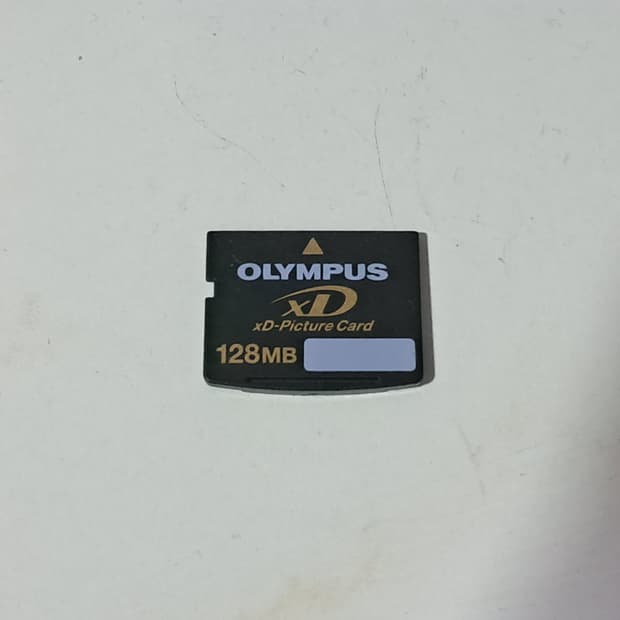 OLYMPUS
xD
xD-Picture Card
128MB